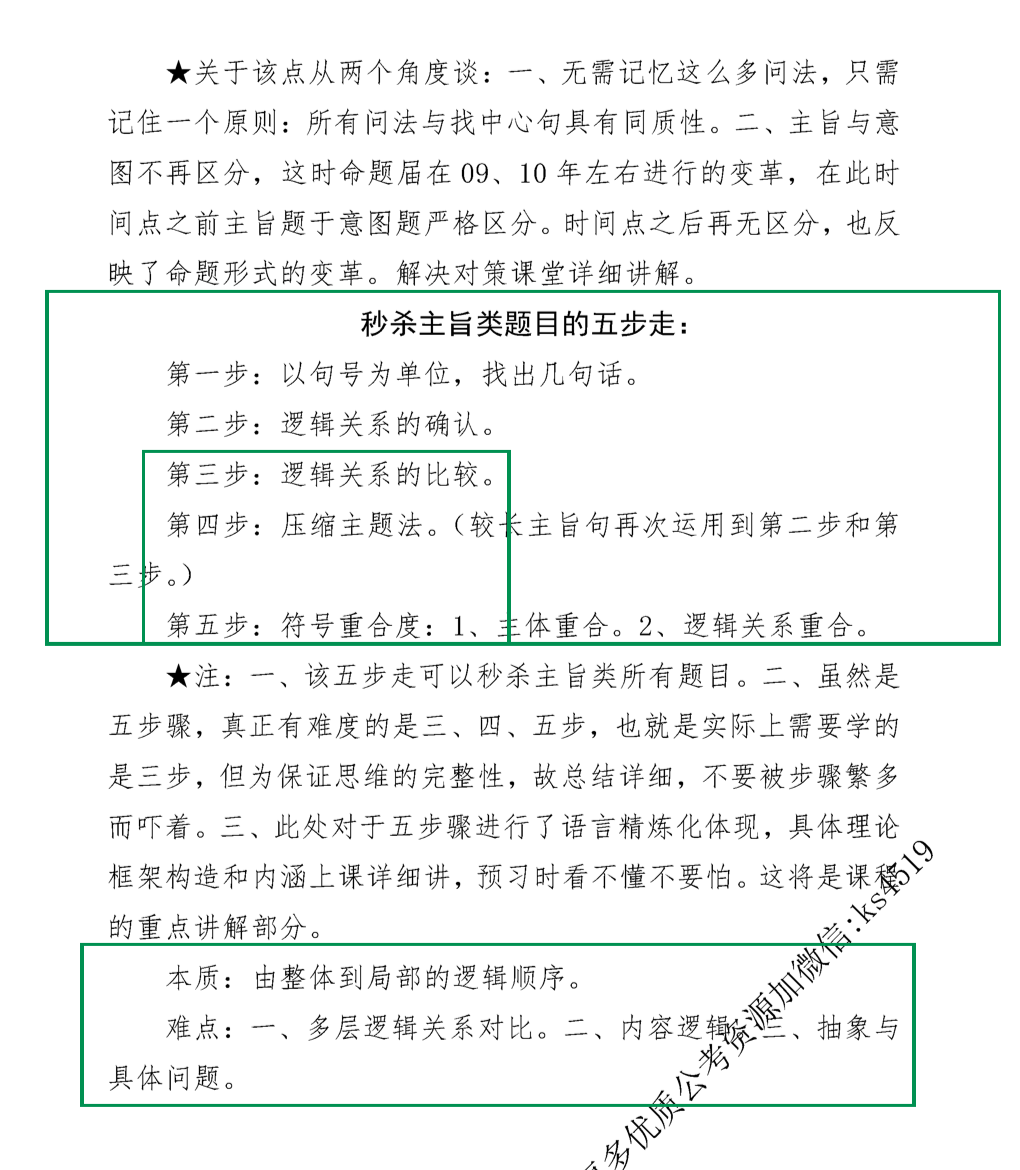 ★关于该点从两个角度谈：一、无需记忆这么多问法，只需
记住一个原则：所有问法与找中心句具有同质性。二、主旨与意
图不再区分，这时命题届在 09、10 年左右进行的变革，在此时
间点之前主旨题于意图题严格区分。时间点之后再无区分，也反
映了命题形式的变革。解决对策课堂详细讲解。
秒杀主旨类题目的五步走：
第一步：以句号为单位，找出几句话。
第二步：逻辑关系的确认。
第三步：逻辑关系的比较。
第四步：压缩主题法。（较长主旨句再次运用到第二步和第
三步。）
第五步：符号重合度：1、主体重合。2、逻辑关系重合。
★注：一、该五步走可以秒杀主旨类所有题目。二、虽然是
五步骤，真正有难度的是三、四、五步，也就是实际上需要学的
是三步，但为保证思维的完整性，故总结详细，不要被步骤繁多
而吓着。三、此处对于五步骤进行了语言精炼化体现，具体理论
框架构造和内涵上课详细讲，预习时看不懂不要怕。这将是课程
的重点讲解部分。
本质：由整体到局部的逻辑顺序。
难点：一、多层逻辑关系对比。二、内容逻辑。三、抽象与
具体问题。
多优质公考资源加微信:ks4519